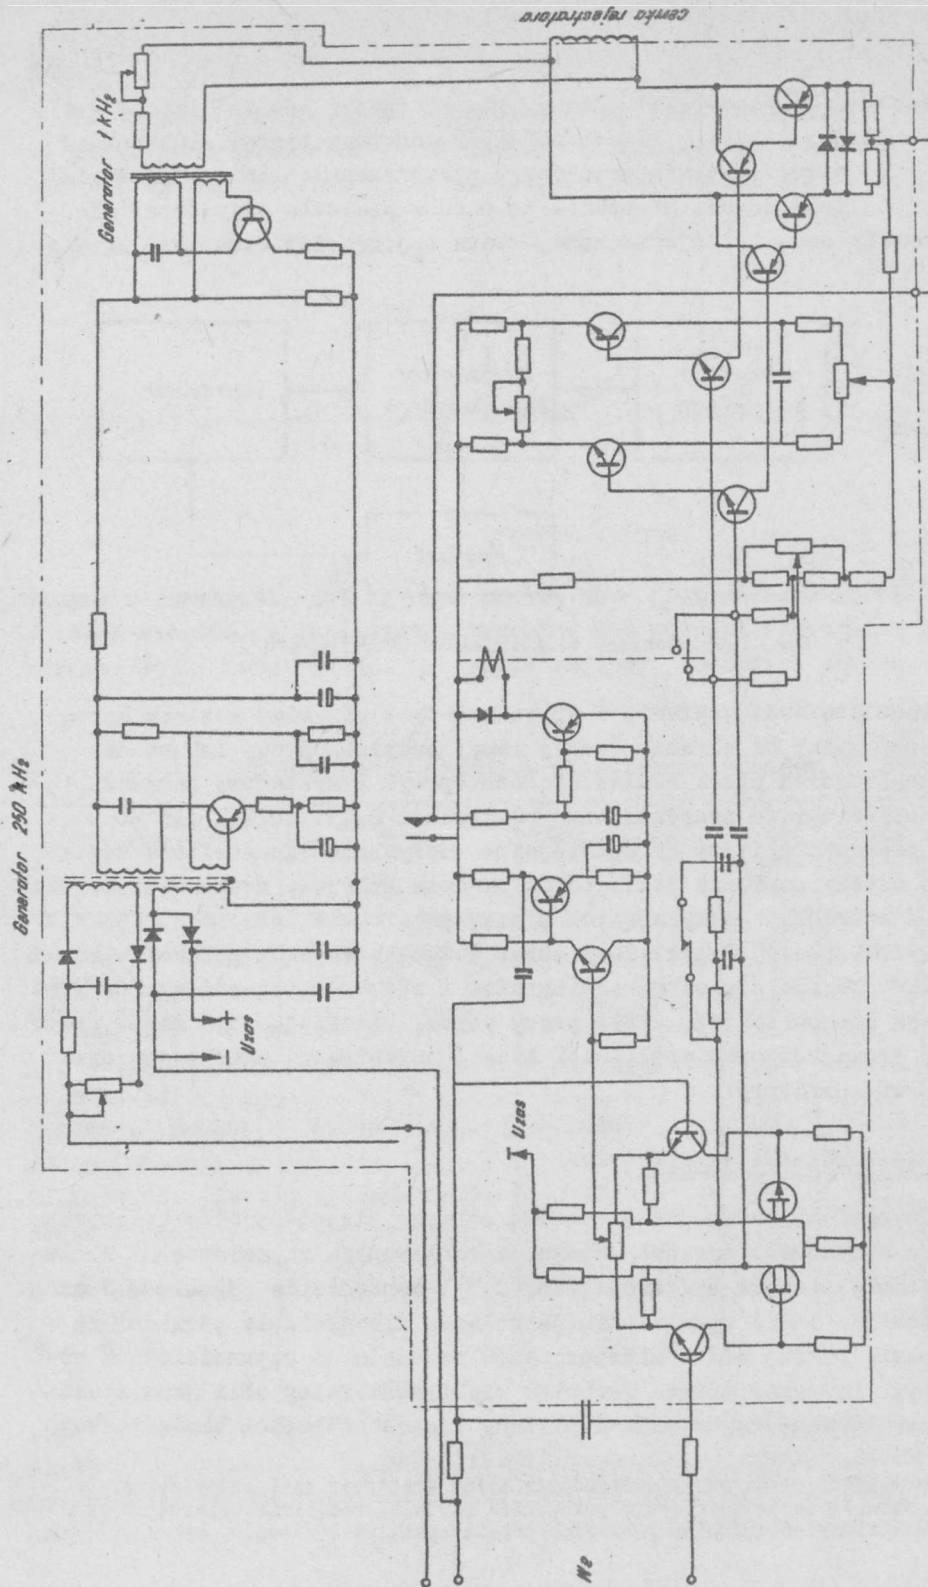 Generator 250 kHz
Generator 1 kHz
cewka rejestratora
Uzas
- +
Uzas
We